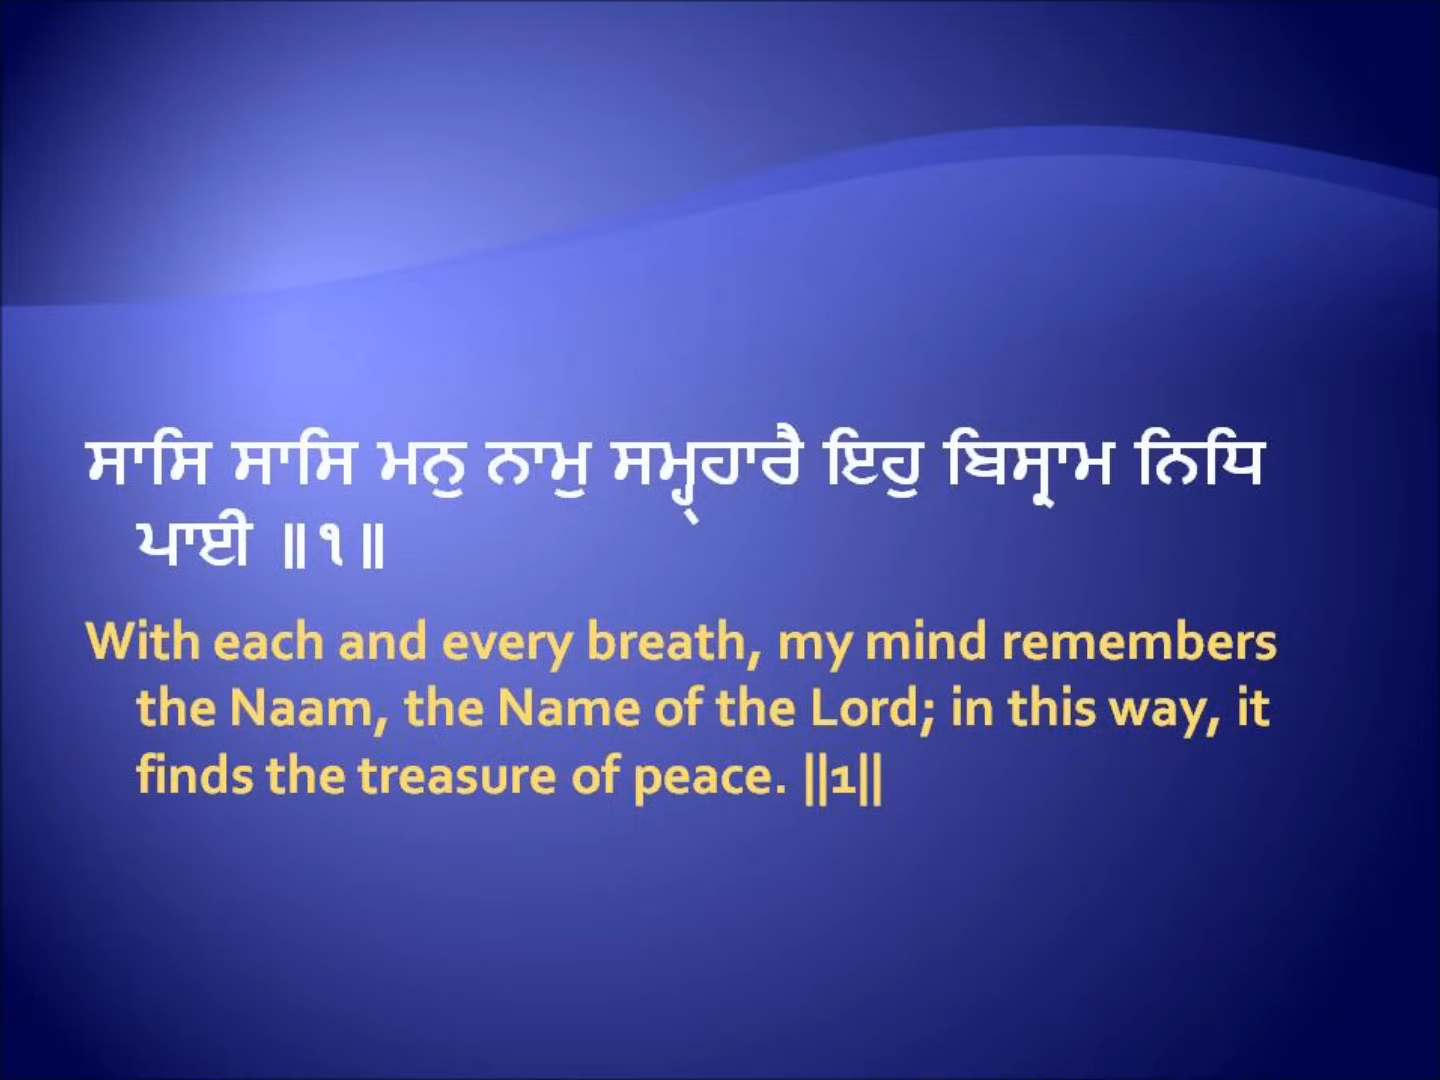 ਸਾਸਿ ਸਾਸਿ ਮਨੁ ਨਾਮੁ ਸਮ੍ਹ੍ਹਾਰੈ ਇਹੁ ਬਿਸ੍ਰਾਮ ਨਿਧਿ
ਪਾਈ ॥੧॥
With each and every breath, my mind remembers
the Naam, the Name of the Lord; in this way, it
finds the treasure of peace. ||1||